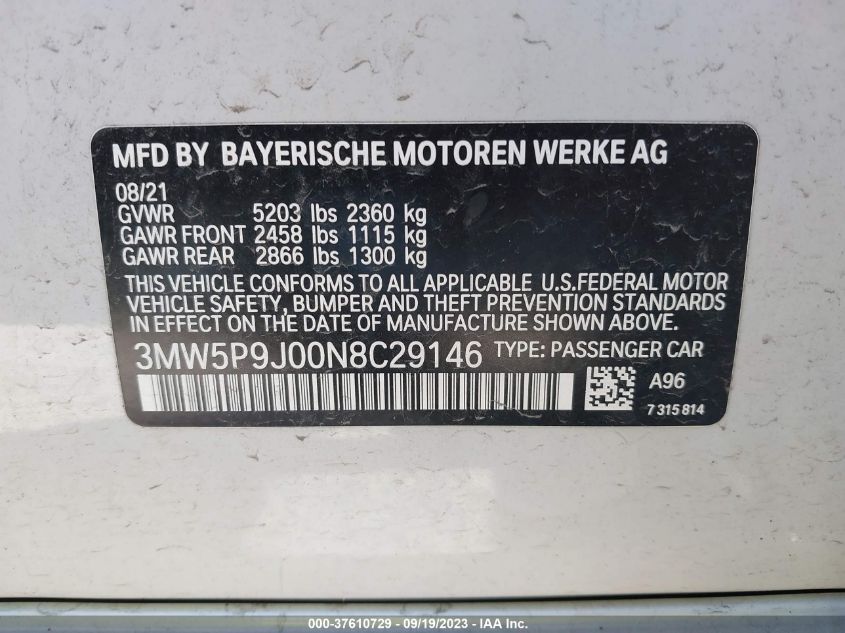 MFD BY BAYERISCHE MOTOREN WERKE AG
08/21
GVWR 5203 lbs 2360 kg
GAWR FRONT 2458 lbs 1115 kg
GAWR REAR 2866 lbs 1300 kg
THIS VEHICLE CONFORMS TO ALL APPLICABLE U.S.FEDERAL MOTOR
VEHICLE SAFETY, BUMPER AND THEFT PREVENTION STANDARDS
IN EFFECT ON THE DATE OF MANUFACTURE SHOWN ABOVE.
3MW5P9J00N8C29146 TYPE: PASSENGER CAR
A96
7 315 814
000-37610729 - 09/19/2023 - IAA Inc.